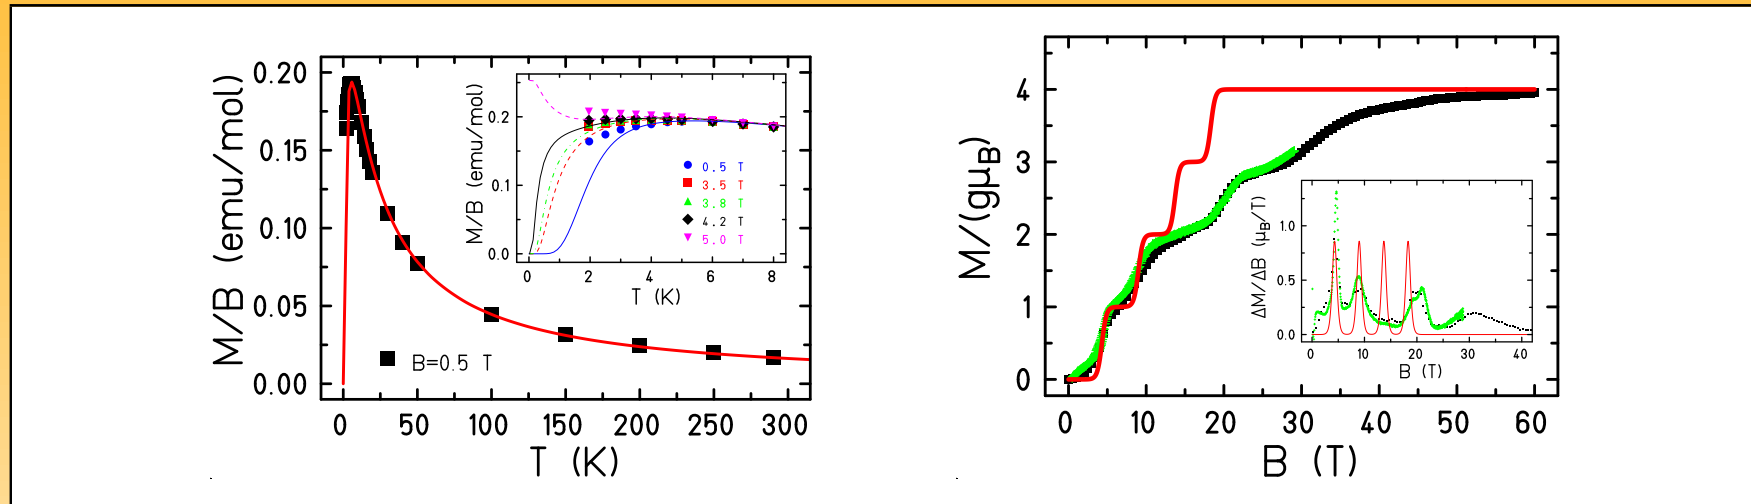 M/B (emu/mol)
0.20
0.15
0.10
0.05
0.00
0 50 100 150 200 250 300
T (K)
B=0.5 T
M/B (emu/mol)
0.2
0.1
0.0
0 2 4 6 8
T (K)
0.5 T
3.5 T
3.8 T
4.2 T
5.0 T
M/(gμB)
4
3
2
1
0
0 10 20 30 40 50 60
B (T)
ΔM/ΔB (μB/T)
1.0
0.5
0.0
0 10 20 30 40
B (T)